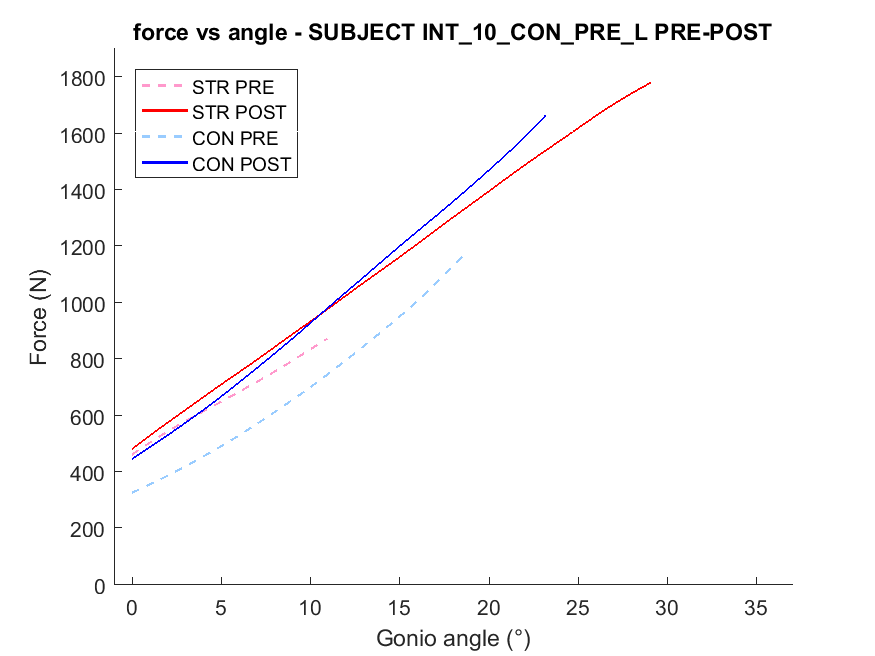 force vs angle - SUBJECT INT_10_CON_PRE_L PRE-POST
STR PRE
STR POST
CON PRE
CON POST
1800
1600
1400
1200
1000
800
600
400
200
0
Force (N)
0 5 10 15 20 25 30 35
Gonio angle (°)